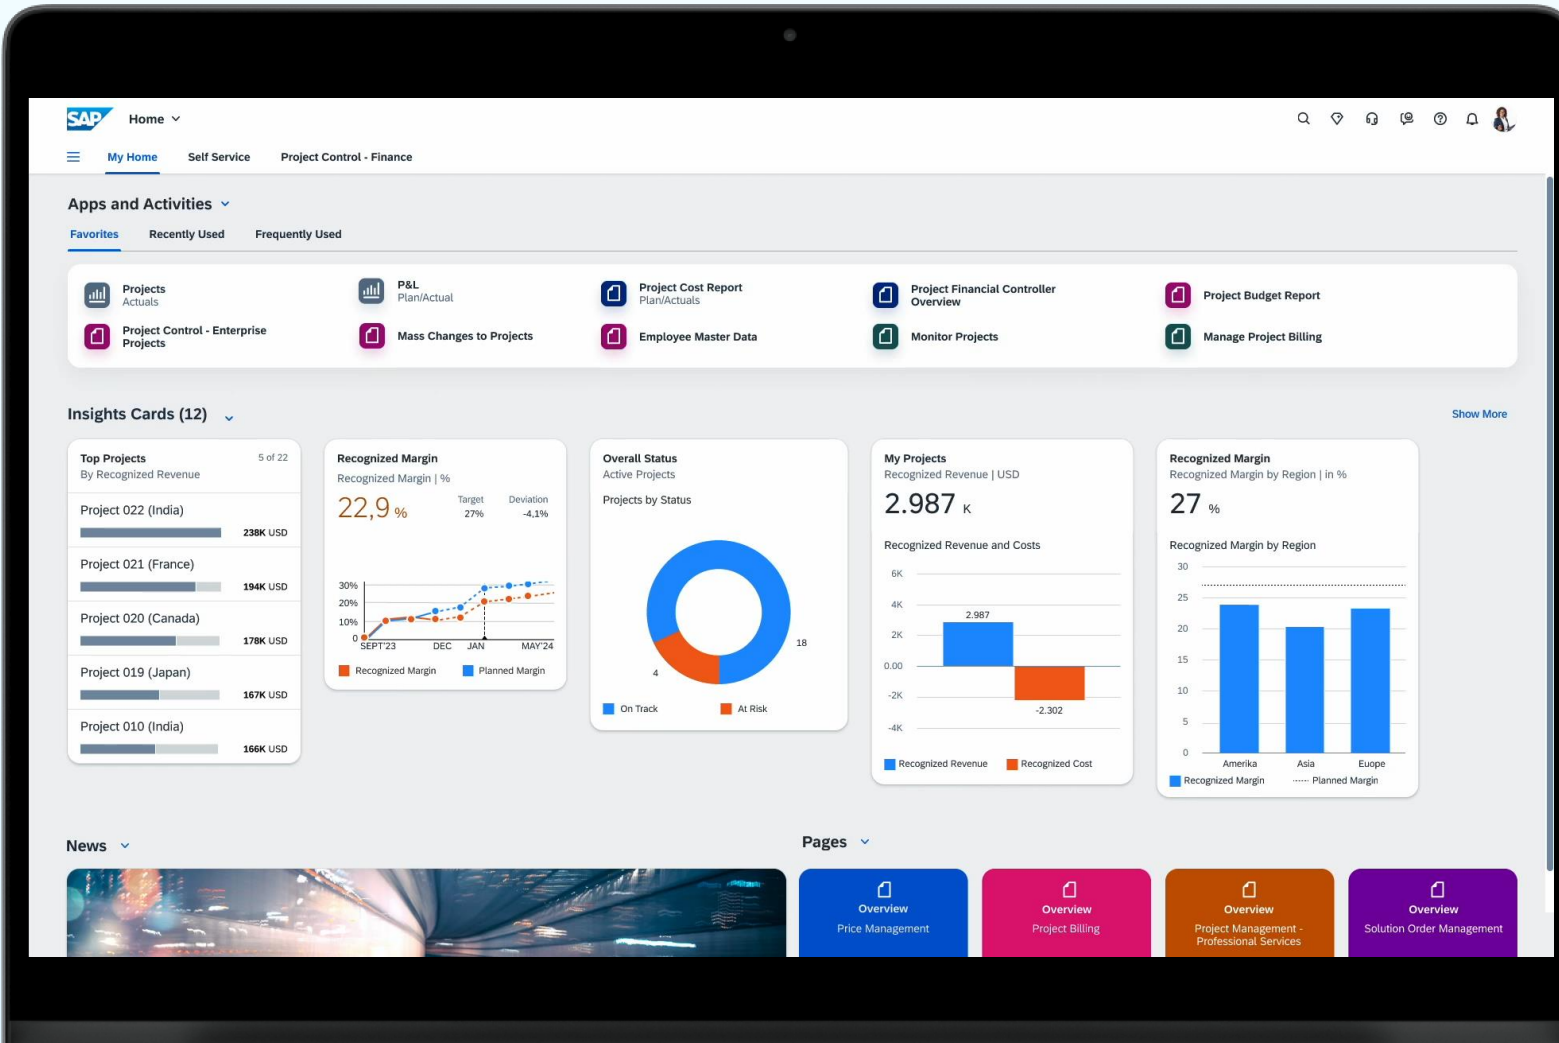 SAP
Home
My Home
Self Service
Project Control - Finance
Apps and Activities
Favorites
Recently Used
Frequently Used
Projects
Actuals
P&L
Plan/Actual
Project Cost Report
Plan/Actuals
Project Financial Controller
Overview
Project Budget Report
Project Control - Enterprise
Projects
Mass Changes to Projects
Employee Master Data
Monitor Projects
Manage Project Billing
Insights Cards (12)
Show More
Top Projects
5 of 22
By Recognized Revenue
Project 022 (India)
238K USD
Project 021 (France)
194K USD
Project 020 (Canada)
178K USD
Project 019 (Japan)
167K USD
Project 010 (India)
166K USD
Recognized Margin
Recognized Margin | %
22,9 %
Target
27%
Deviation
-4,1%
30%
20%
10%
0
SEPT'23
DEC
JAN
MAY'24
Recognized Margin
Planned Margin
Overall Status
Active Projects
Projects by Status
18
4
On Track
At Risk
My Projects
Recognized Revenue | USD
2.987 K
Recognized Revenue and Costs
6K
4K
2.987
2K
0.00
-2K
-2.302
-4K
Recognized Revenue
Recognized Cost
Recognized Margin
Recognized Margin by Region | in %
27 %
Recognized Margin by Region
30
25
20
15
10
5
0
Amerika
Asia
Euope
Recognized Margin
Planned Margin
News
Pages
Overview
Price Management
Overview
Project Billing
Overview
Project Management -
Professional Services
Overview
Solution Order Management